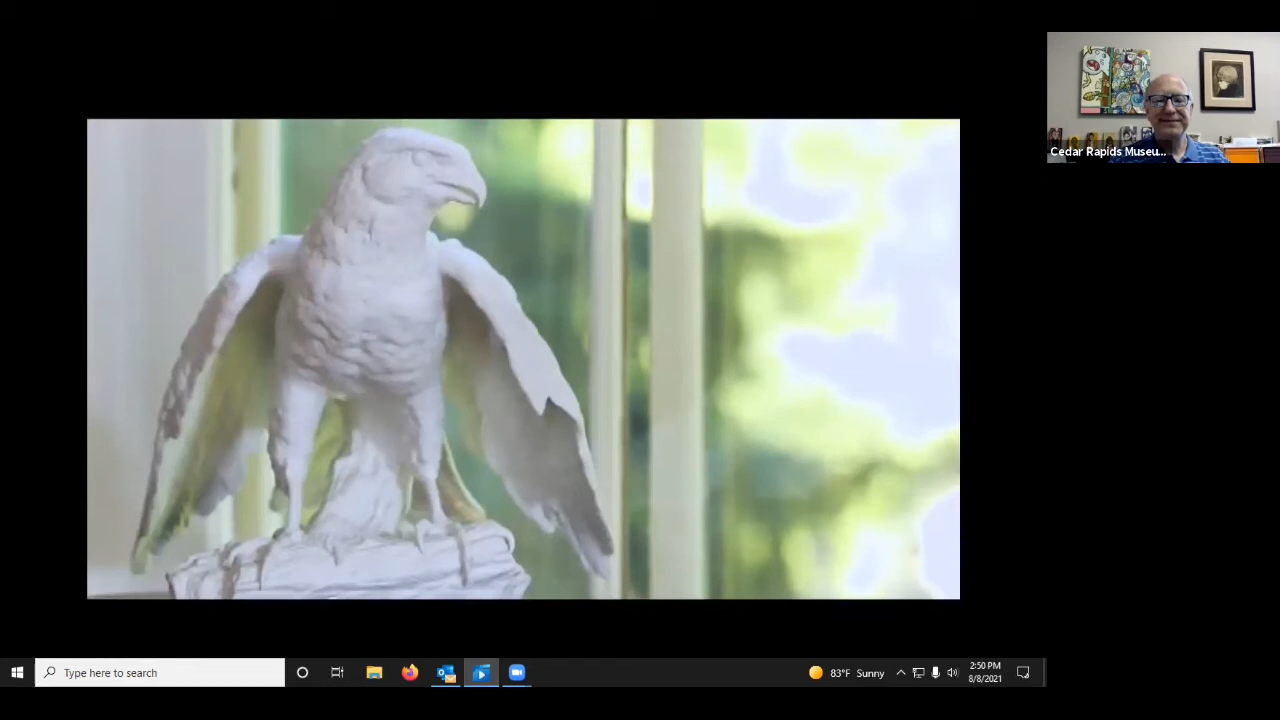 Cedar Rapids Museu...
Type here to search
83°F Sunny
2:50 PM
8/8/2021